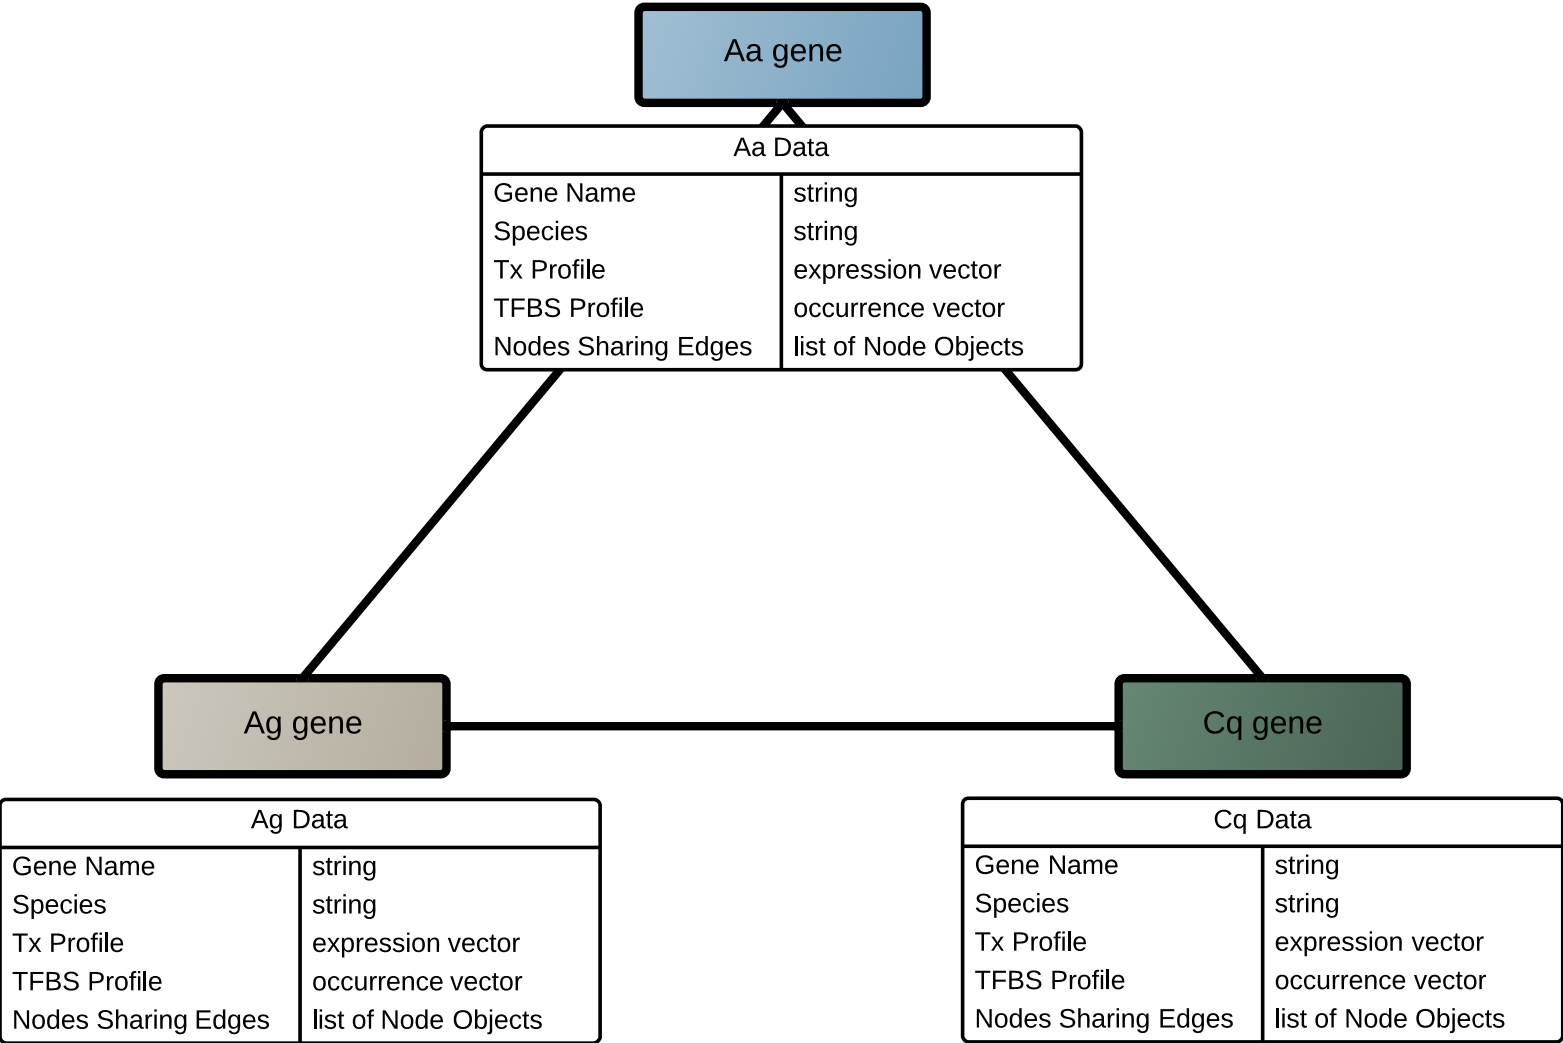 Aa gene
Aa Data
Gene Name string
Species string
Tx Profile expression vector
TFBS Profile occurrence vector
Nodes Sharing Edges list of Node Objects
Ag gene
Cq gene
Ag Data
Gene Name string
Species string
Tx Profile expression vector
TFBS Profile occurrence vector
Nodes Sharing Edges list of Node Objects
Cq Data
Gene Name string
Species string
Tx Profile expression vector
TFBS Profile occurrence vector
Nodes Sharing Edges list of Node Objects